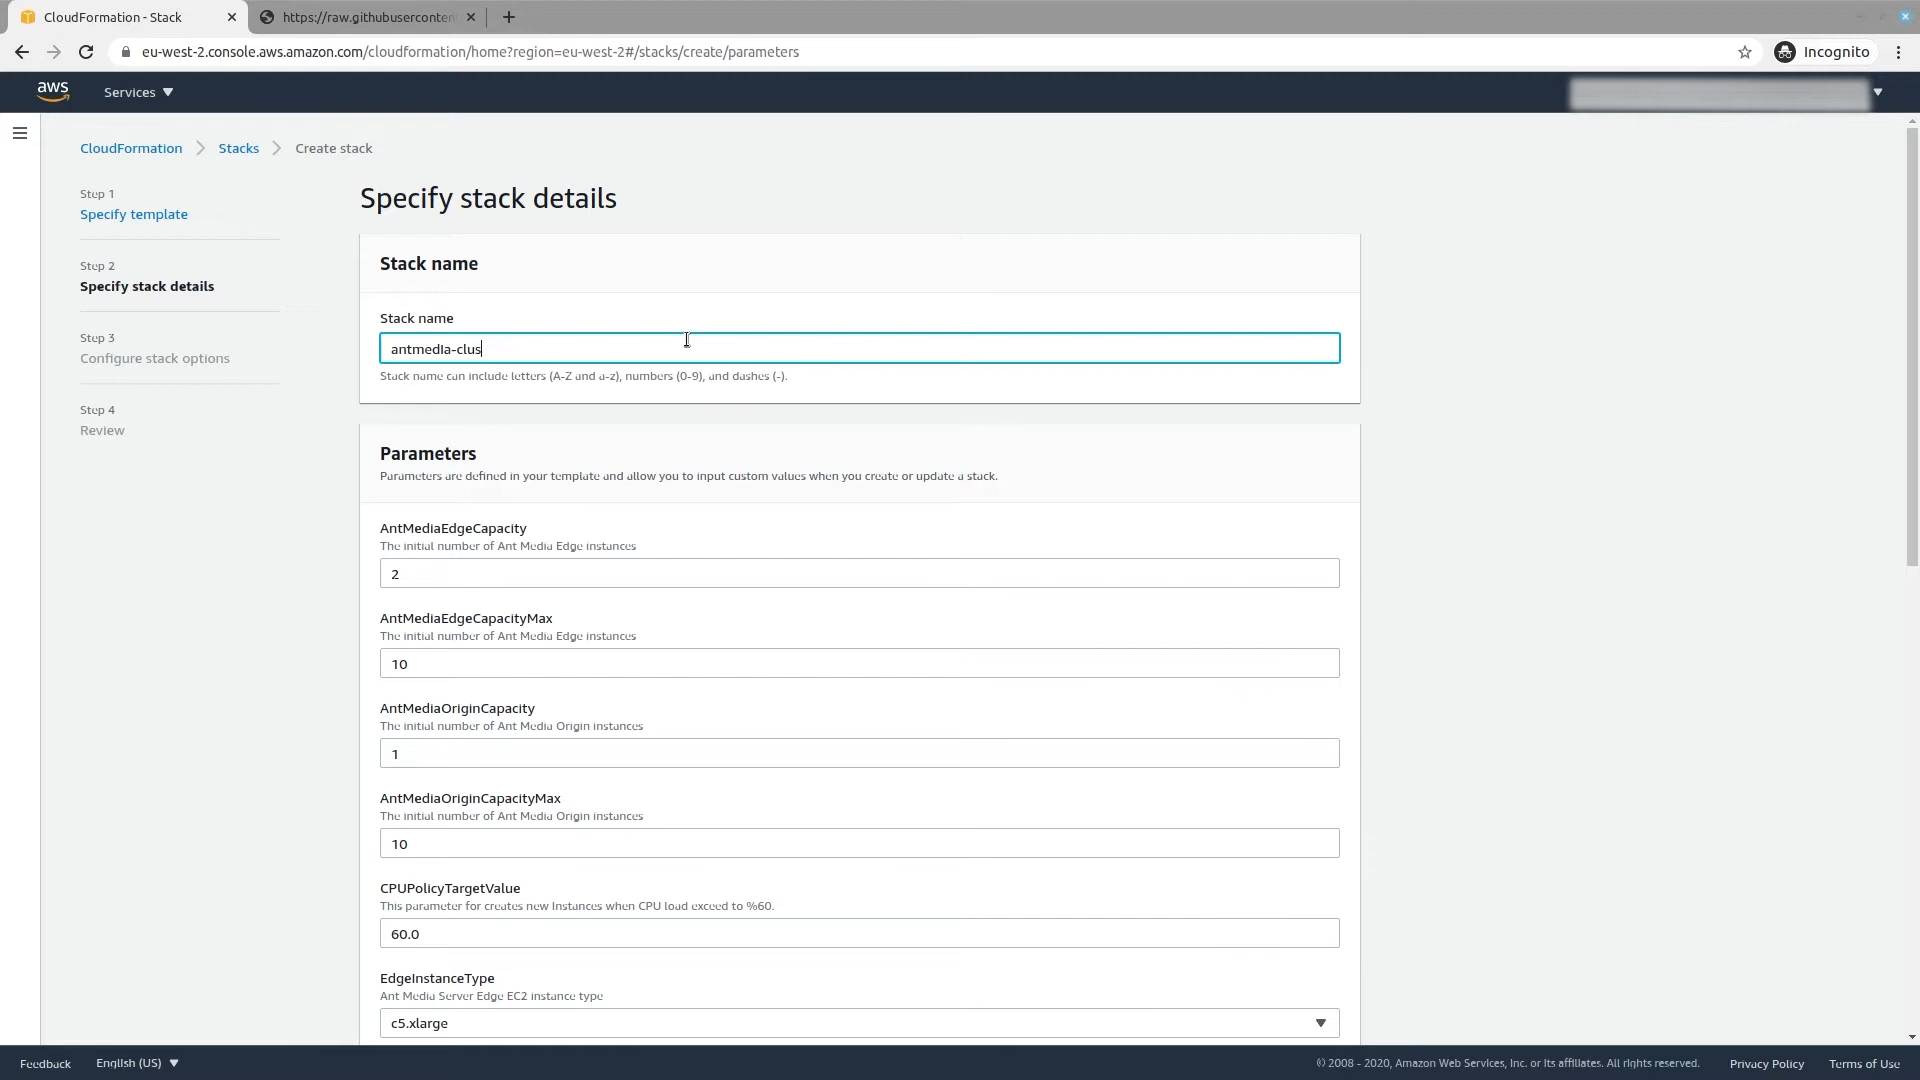 CloudFormation - Stack
https://raw.githubusercontent
eu-west-2.console.aws.amazon.com/cloudformation/home?region=eu-west-2#/stacks/create/parameters
Incognito
aws
Services
CloudFormation
Stacks
Create stack
Step 1
Specify template
Step 2
Specify stack details
Step 3
Configure stack options
Step 4
Review
Specify stack details
Stack name
Stack name
antmedia-clus
Stack name can include letters (A-Z and a-z), numbers (0-9), and dashes (-).
Parameters
Parameters are defined in your template and allow you to input custom values when you create or update a stack.
AntMediaEdgeCapacity
The initial number of Ant Media Edge instances
2
AntMediaEdgeCapacityMax
The initial number of Ant Media Edge instances
10
AntMediaOriginCapacity
The initial number of Ant Media Origin instances
1
AntMediaOriginCapacityMax
The initial number of Ant Media Origin instances
10
CPUPolicyTargetValue
This parameter for creates new Instances when CPU load exceed to %60.
60.0
EdgeInstanceType
Ant Media Server Edge EC2 instance type
c5.xlarge
Feedback
English (US)
© 2008 - 2020, Amazon Web Services, Inc. or its affiliates. All rights reserved.
Privacy Policy
Terms of Use